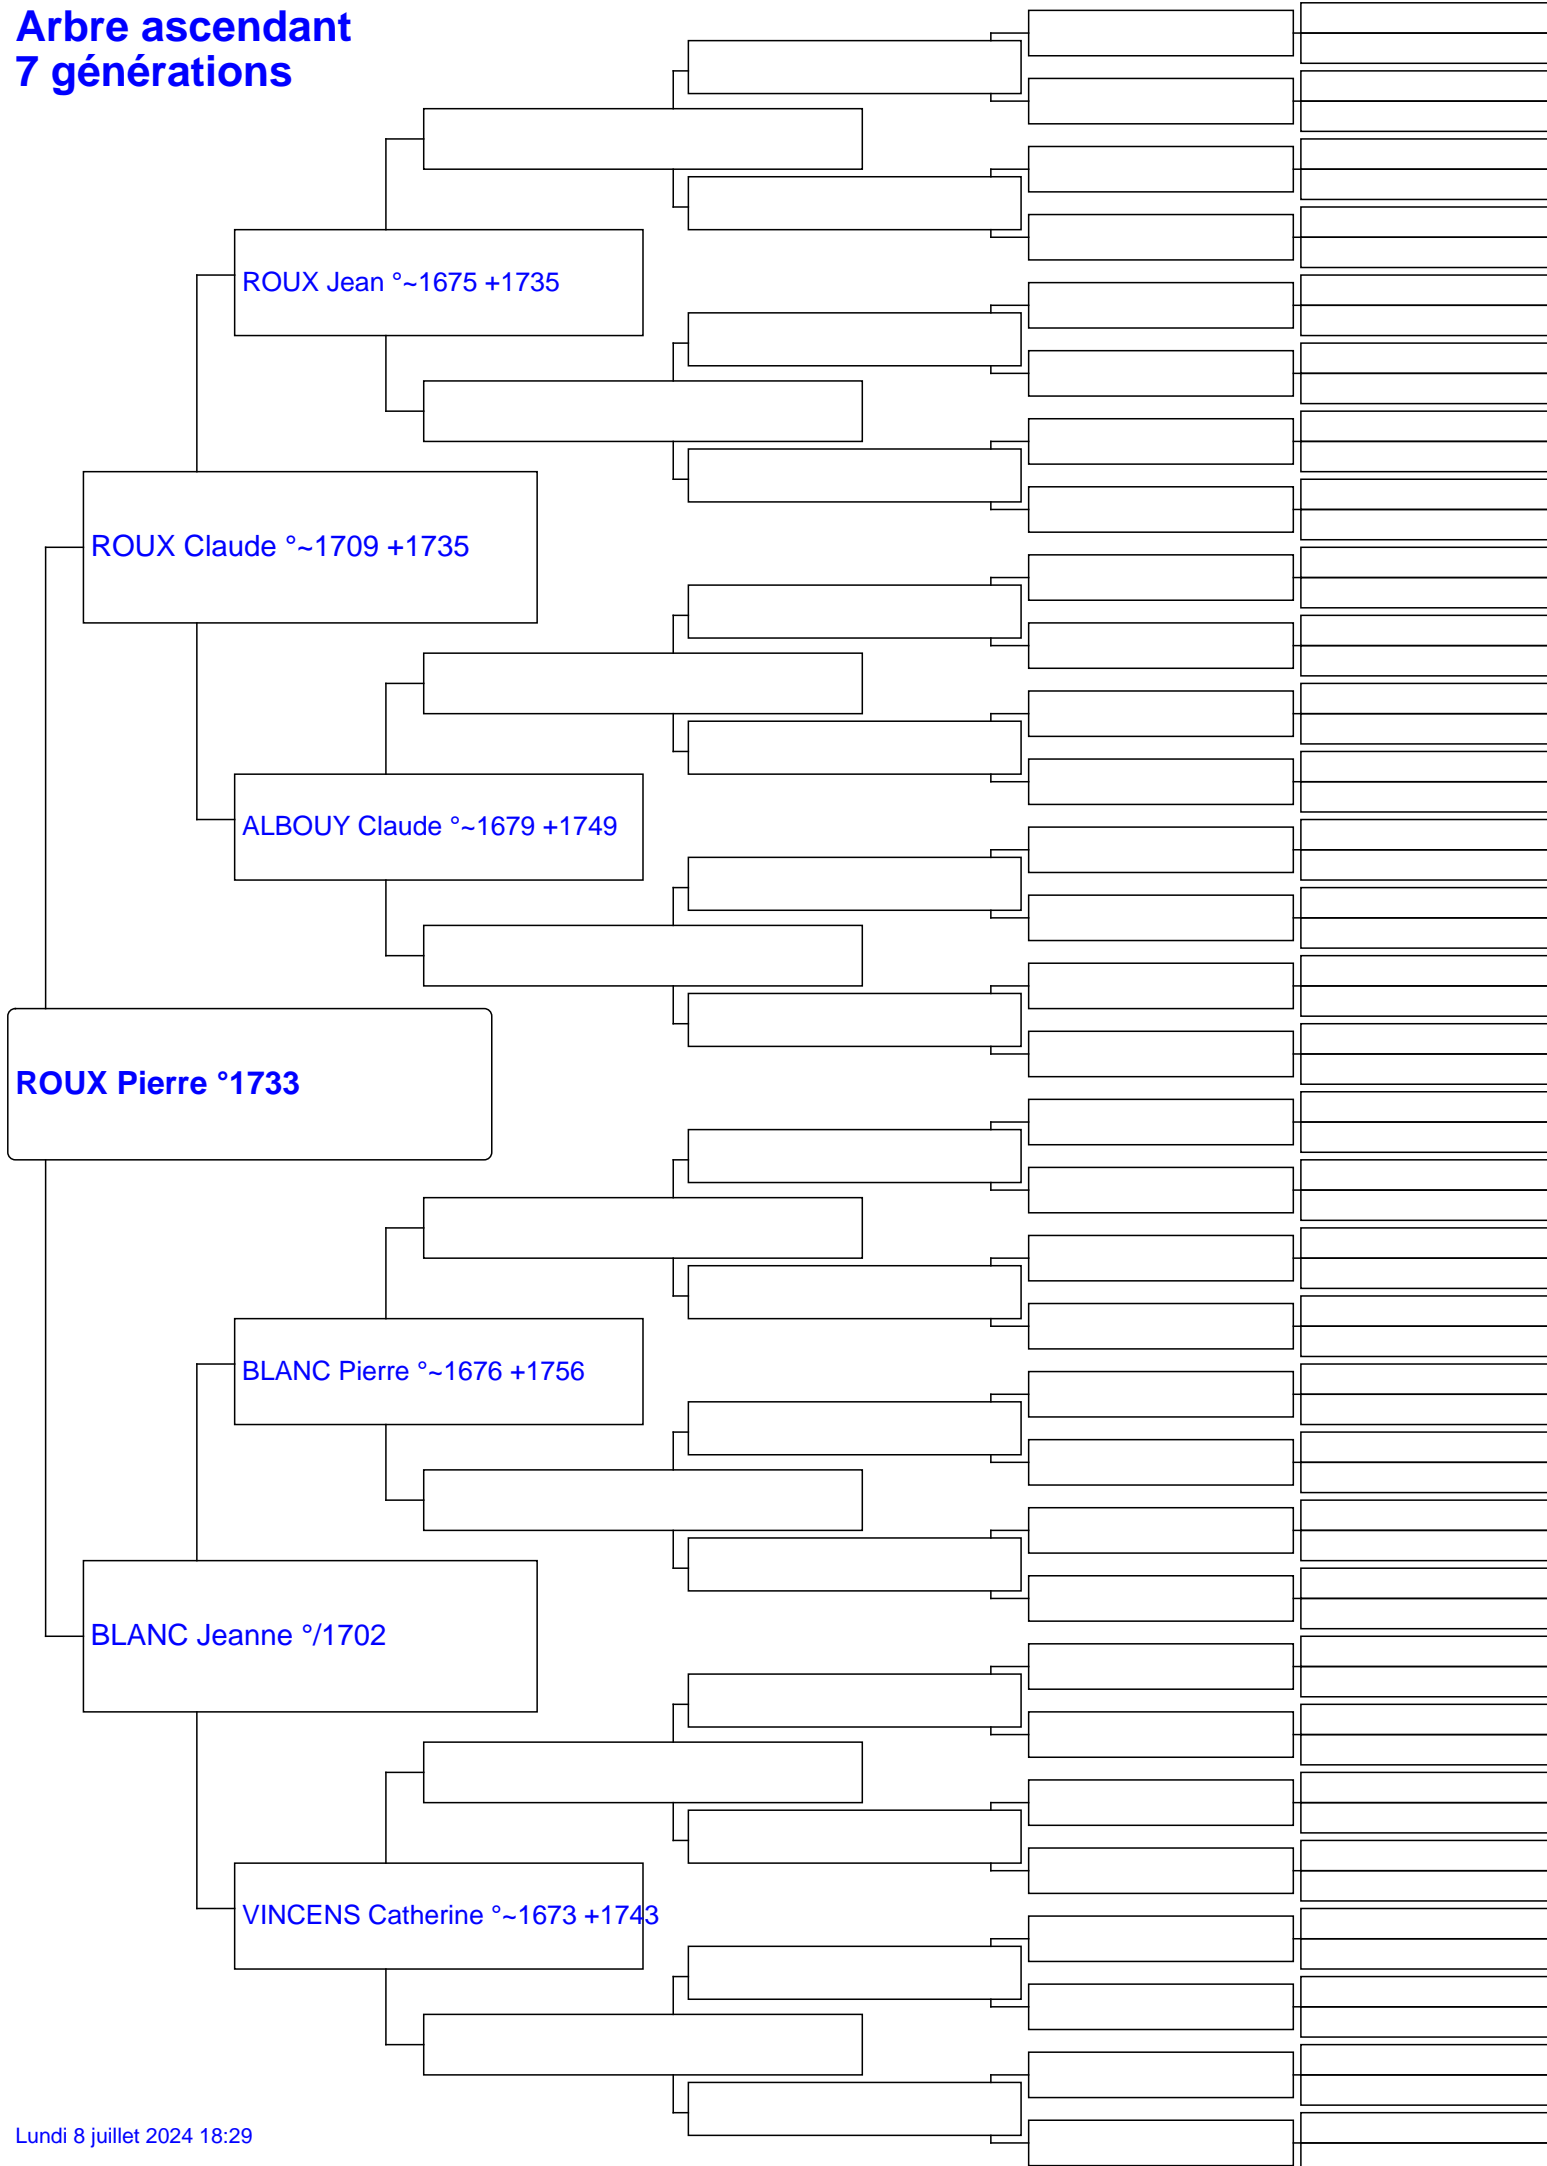 Arbre ascendant
7 générations
ROUX Jean °~1675 +1735
ROUX Claude °~1709 +1735
ALBOUY Claude °~1679 +1749
ROUX Pierre °1733
BLANC Pierre °~1676 +1756
BLANC Jeanne °/1702
VINCENS Catherine °~1673 +1743
Lundi 8 juillet 2024 18:29